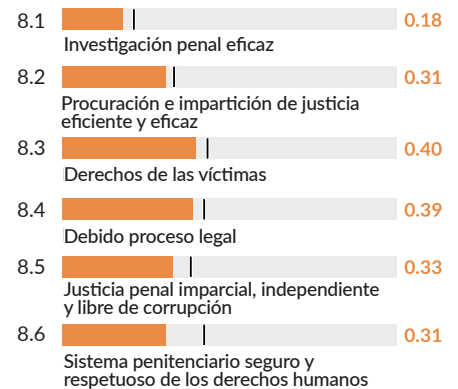 8.1 0.18
Investigación penal eficaz
8.2 0.31
Procuración e impartición de justicia
eficiente y eficaz
8.3 0.40
Derechos de las víctimas
8.4 0.39
Debido proceso legal
8.5 0.33
Justicia penal imparcial, independiente
y libre de corrupción
8.6 0.31
Sistema penitenciario seguro y
respetuoso de los derechos humanos